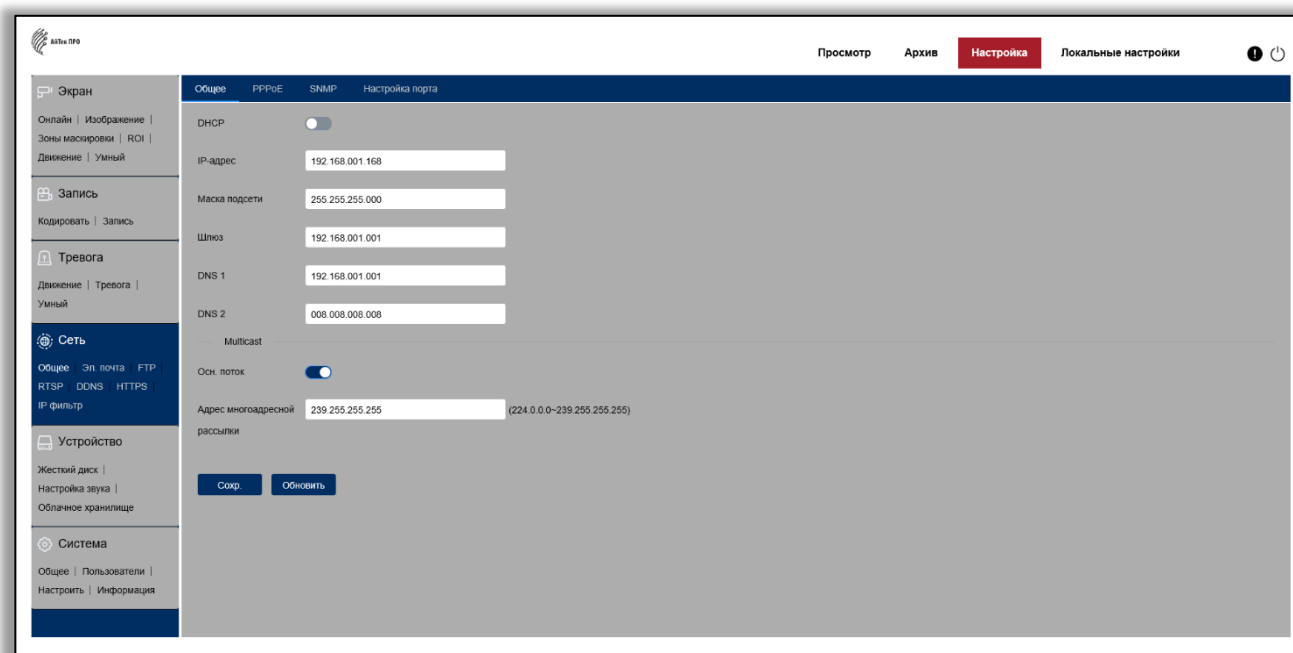 АйТек ПРО
Просмотр Архив Настройка Локальные настройки
Экран
Онлайн | Изображение |
Зоны маскировки | ROI |
Движение | Умный
Запись
Кодировать | Запись
Тревога
Движение | Тревога |
Умный
Сеть
Общее | Эл. почта | FTP |
RTSP | DDNS | HTTPS |
IP фильтр
Устройство
Жесткий диск |
Настройка звука |
Облачное хранилище
Система
Общее | Пользователи |
Настроить | Информация
Общее PPPoE SNMP Настройка порта
DHCP
IP-адрес 192.168.001.168
Маска подсети 255.255.255.000
Шлюз 192.168.001.001
DNS 1 192.168.001.001
DNS 2 008.008.008.008
Multicast
Осн. поток
Адрес многоадресной 239.255.255.255 (224.0.0.0~239.255.255.255)
рассылки
Сохр. Обновить